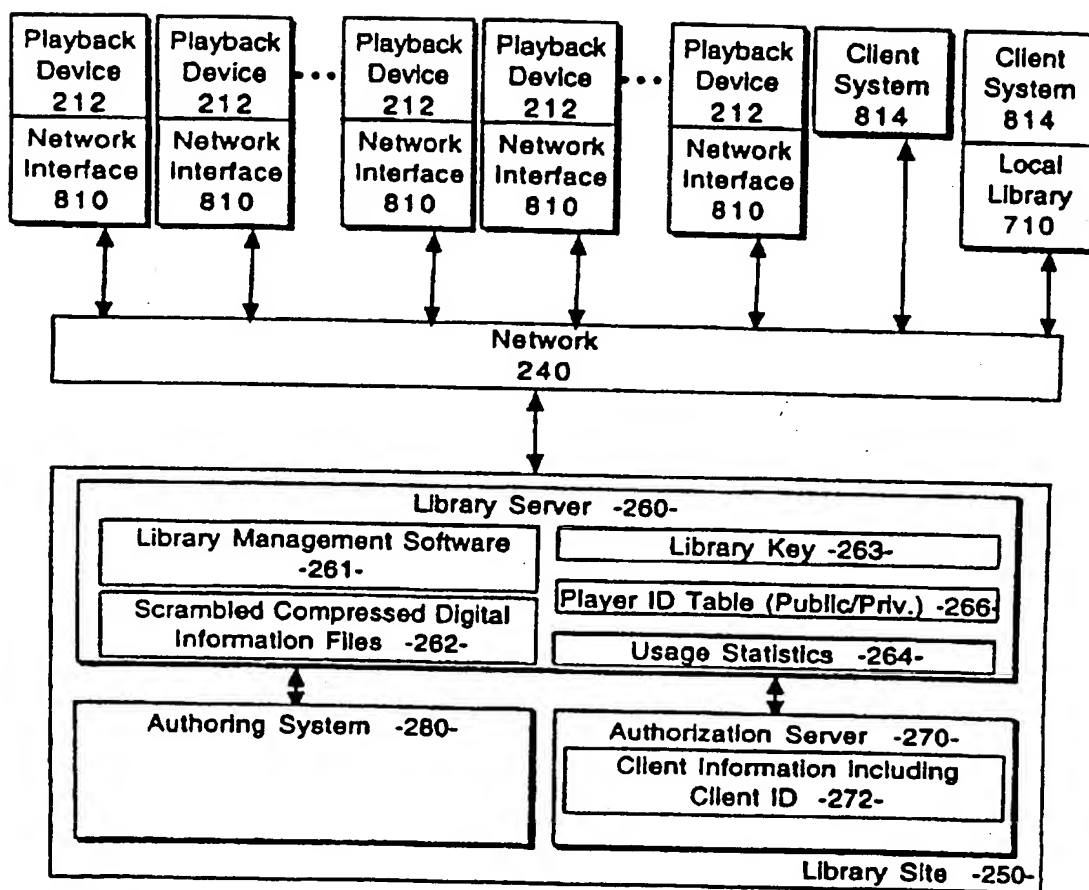 Playback
Device
212
Network
Interface
810
Playback
Device
212
Network
Interface
810
Playback
Device
212
Network
Interface
810
Playback
Device
212
Network
Interface
810
Playback
Device
212
Network
Interface
810
Client
System
814
Client
System
814
Local
Library
710
Network
240
Library Server -260-
Library Management Software
-261-
Scrambled Compressed Digital
Information Files -262-
Library Key -263-
Player ID Table (Public/Priv.) -266-
Usage Statistics -264-
Authoring System -280-
Authorization Server -270-
Client Information Including
Client ID -272-
Library Site -250-